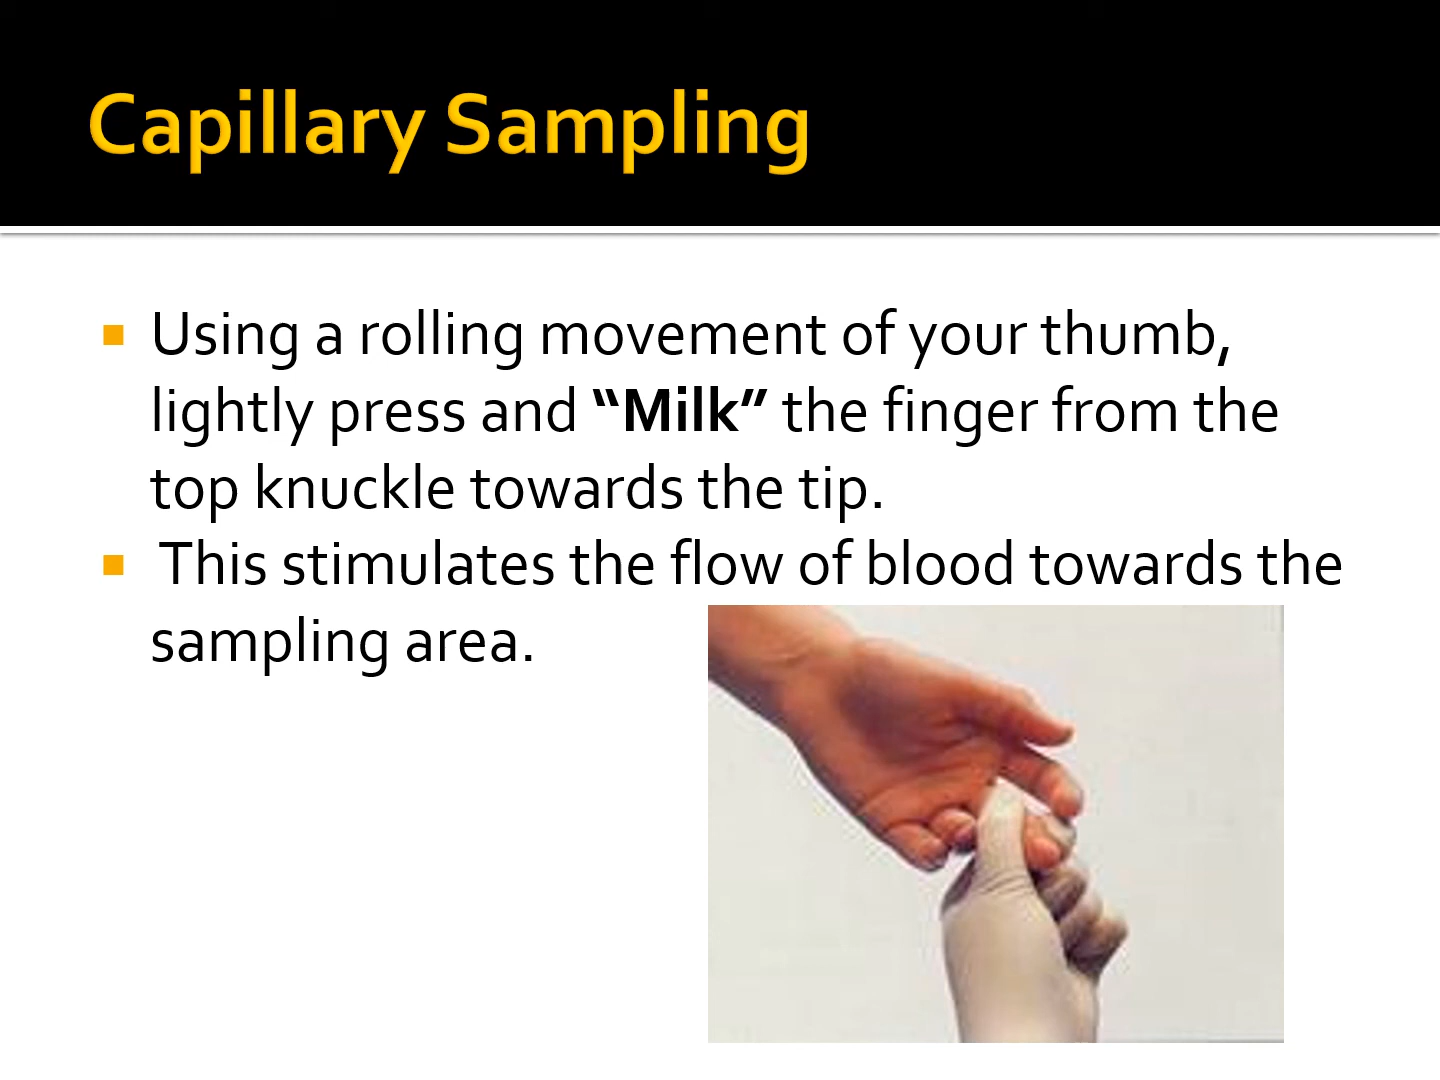 Capillary Sampling
Using a rolling movement of your thumb,
lightly press and “Milk” the finger from the
top knuckle towards the tip.
This stimulates the flow of blood towards the
sampling area.